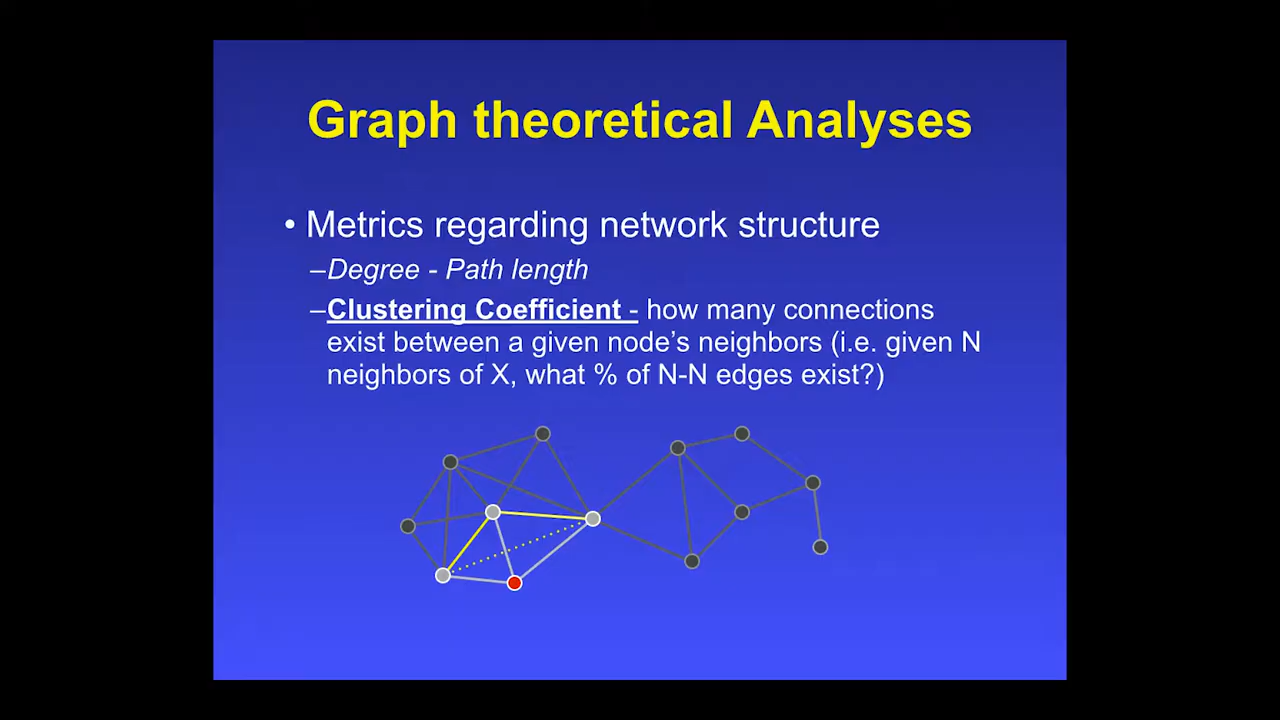 Graph theoretical Analyses
• Metrics regarding network structure
–Degree - Path length
–Clustering Coefficient - how many connections
exist between a given node’s neighbors (i.e. given N
neighbors of X, what % of N-N edges exist?)